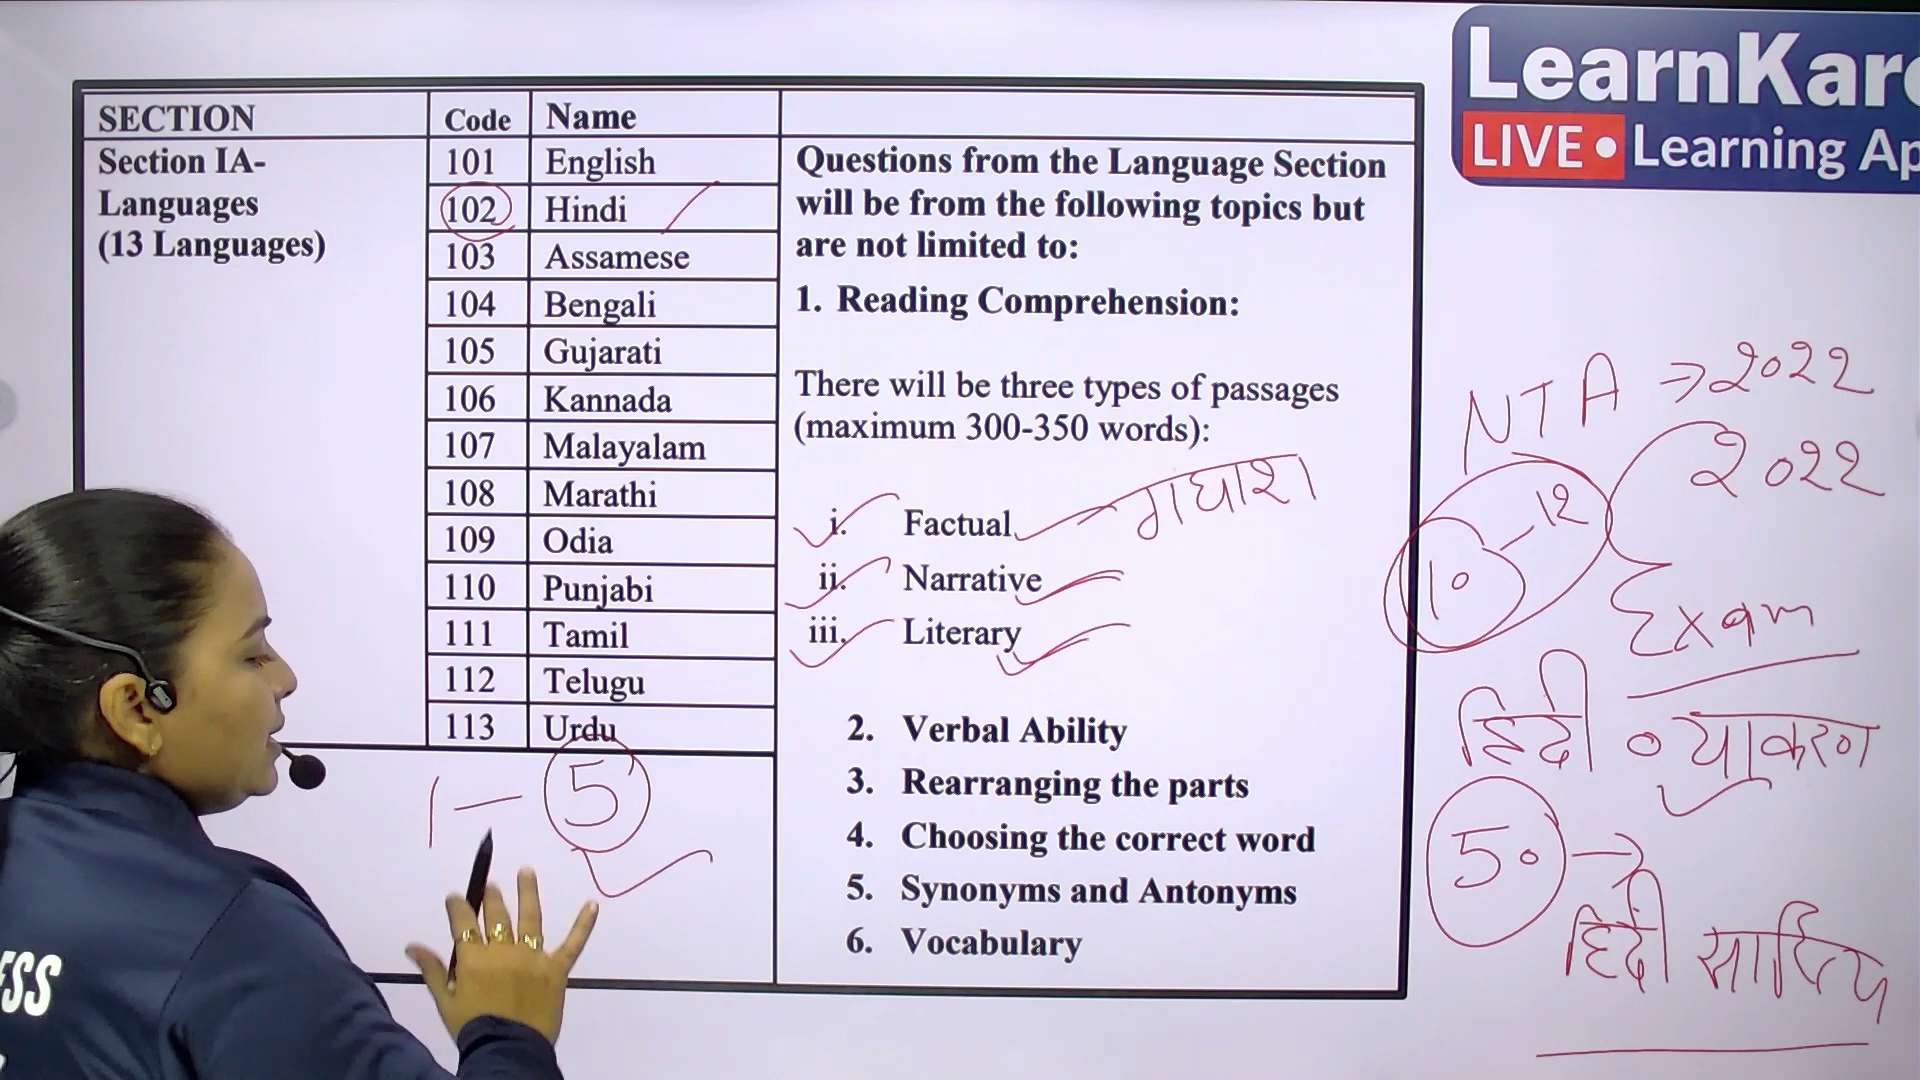 LearnKar
LIVE • Learning Ap
SECTION Code Name
Section IA-
Languages
(13 Languages)
101 English
102 Hindi
103 Assamese
104 Bengali
105 Gujarati
106 Kannada
107 Malayalam
108 Marathi
109 Odia
110 Punjabi
111 Tamil
112 Telugu
113 Urdu
1 — 5
Questions from the Language Section
will be from the following topics but
are not limited to:
1. Reading Comprehension:
There will be three types of passages
(maximum 300-350 words):
i. Factual → गद्यांश
ii. Narrative
iii. Literary
2. Verbal Ability
3. Rearranging the parts
4. Choosing the correct word
5. Synonyms and Antonyms
6. Vocabulary
NTA → 2022
2022
10 - 12
Exam
हिंदी व्याकरण
50 →
हिंदी साहित्य
ESS